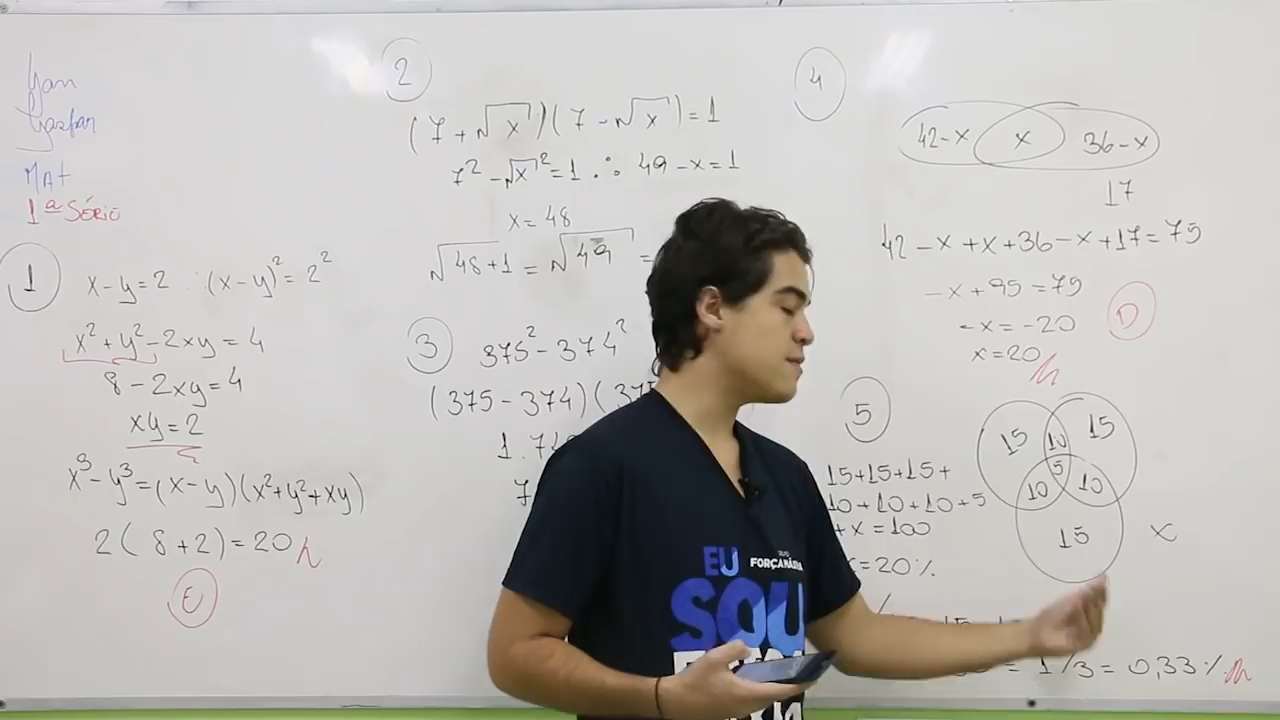 Yan
Gaspar
MAT
1ª SÉRIE
1
x-y=2 ∴ (x-y)²=2²
x²+y²-2xy=4
8-2xy=4
xy=2
x³-y³=(x-y)(x²+y²+xy)
2(8+2)=20
E
2
(7+√x)(7-√x)=1
7²-√x²=1 ∴ 49-x=1
x=48
√48+1=√49=
3
375²-374²
(375-374)(375
1.74
7
4
42-x x 36-x
17
42-x+x+36-x+17=75
-x+95=75
-x=-20
x=20
D
5
15+15+15+
10+10+10+5
+x=100
=20%
15 10 15
5
10 10
15 x
= 1/3=0,33%
EU
SOU
FORÇA